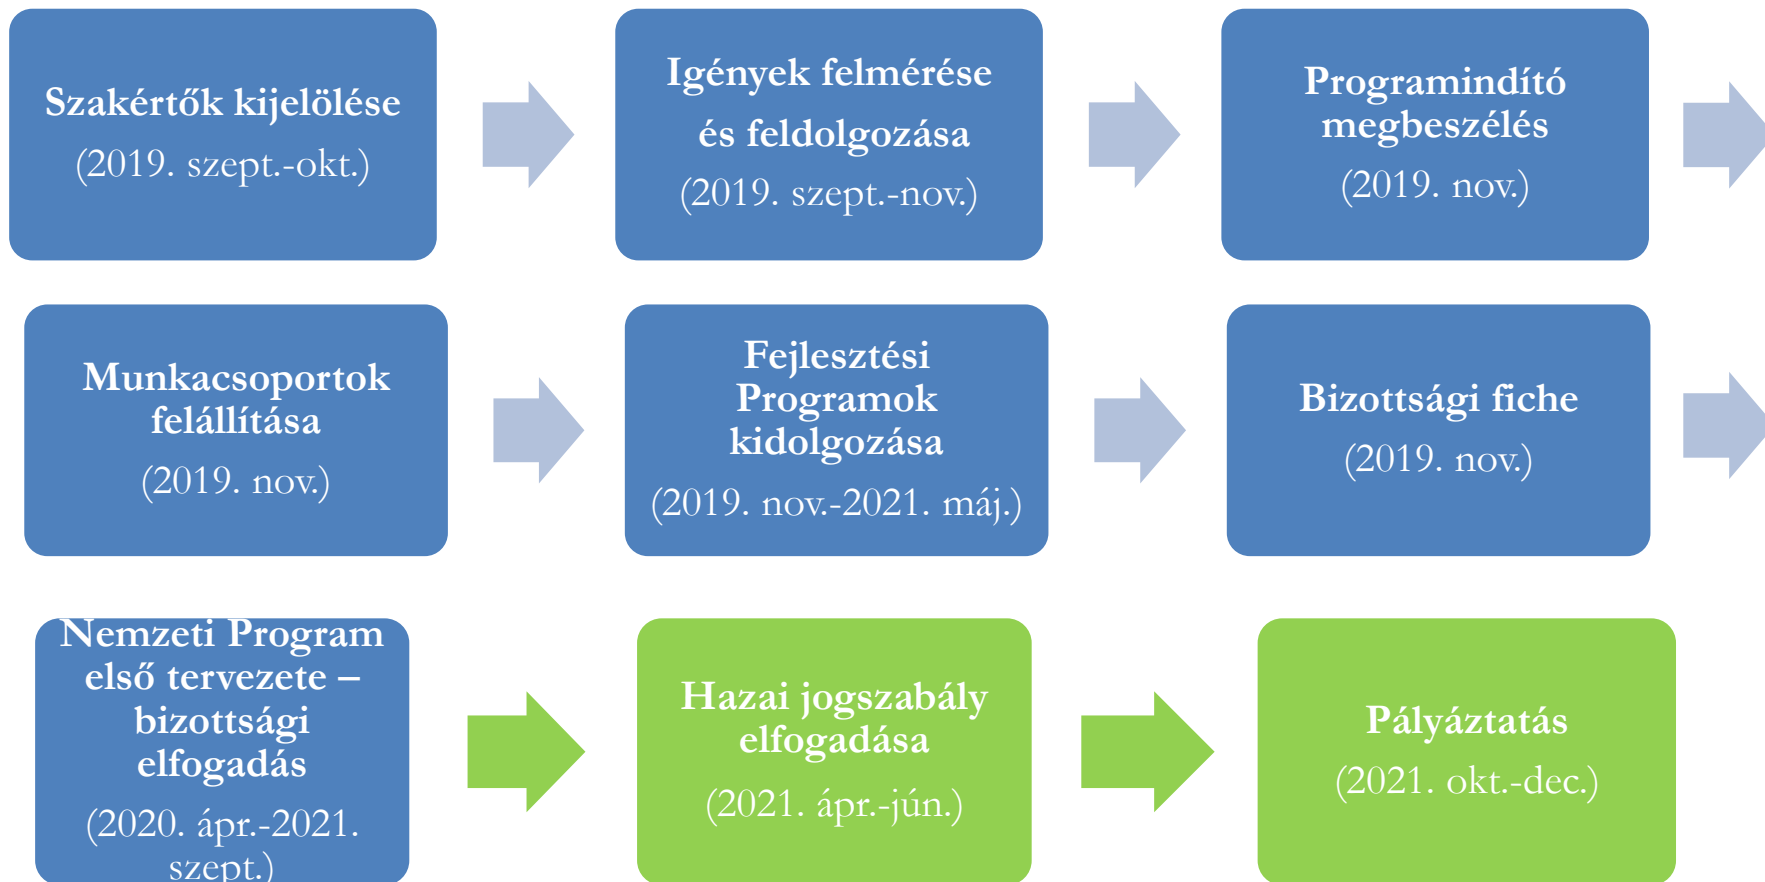 Szakértők kijelölése
(2019. szept.-okt.)
Igények felmérése
és feldolgozása
(2019. szept.-nov.)
Programindító
megbeszélés
(2019. nov.)
Munkacsoportok
felállítása
(2019. nov.)
Fejlesztési
Programok
kidolgozása
(2019. nov.-2021. máj.)
Bizottsági fiche
(2019. nov.)
Nemzeti Program
első tervezete –
bizottsági
elfogadás
(2020. ápr.-2021.
szept.)
Hazai jogszabály
elfogadása
(2021. ápr.-jún.)
Pályáztatás
(2021. okt.-dec.)